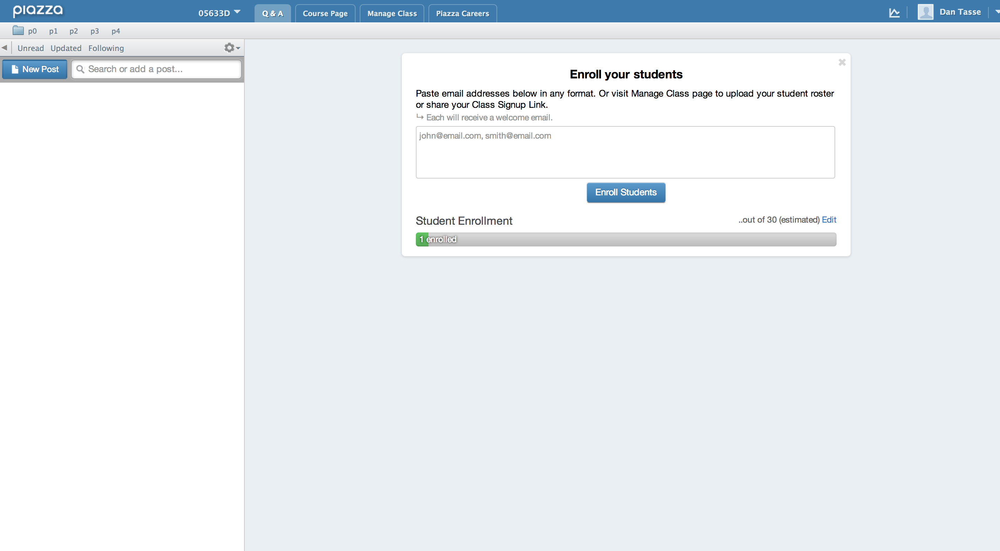 piazza
05633D
Q & A
Course Page
Manage Class
Piazza Careers
Dan Tasse
p0 p1 p2 p3 p4
Unread Updated Following
New Post
Search or add a post...
Enroll your students
Paste email addresses below in any format. Or visit Manage Class page to upload your student roster
or share your Class Signup Link.
Each will receive a welcome email.
john@email.com, smith@email.com
Enroll Students
Student Enrollment
..out of 30 (estimated) Edit
1 enrolled